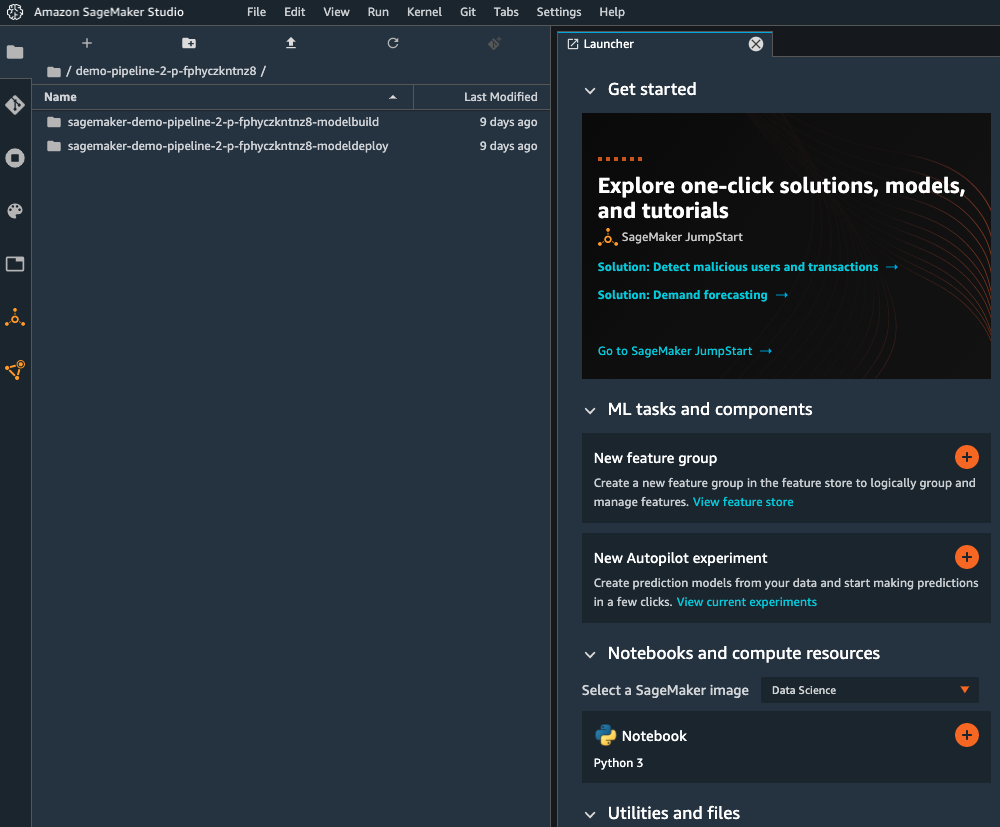 Amazon SageMaker Studio File Edit View Run Kernel Git Tabs Settings Help
/ demo-pipeline-2-p-fphyczkntnz8 /
Name Last Modified
sagemaker-demo-pipeline-2-p-fphyczkntnz8-modelbuild 9 days ago
sagemaker-demo-pipeline-2-p-fphyczkntnz8-modeldeploy 9 days ago
Launcher
Get started
Explore one-click solutions, models,
and tutorials
SageMaker JumpStart
Solution: Detect malicious users and transactions →
Solution: Demand forecasting →
Go to SageMaker JumpStart →
ML tasks and components
New feature group
Create a new feature group in the feature store to logically group and
manage features. View feature store
New Autopilot experiment
Create prediction models from your data and start making predictions
in a few clicks. View current experiments
Notebooks and compute resources
Select a SageMaker image Data Science
Notebook
Python 3
Utilities and files